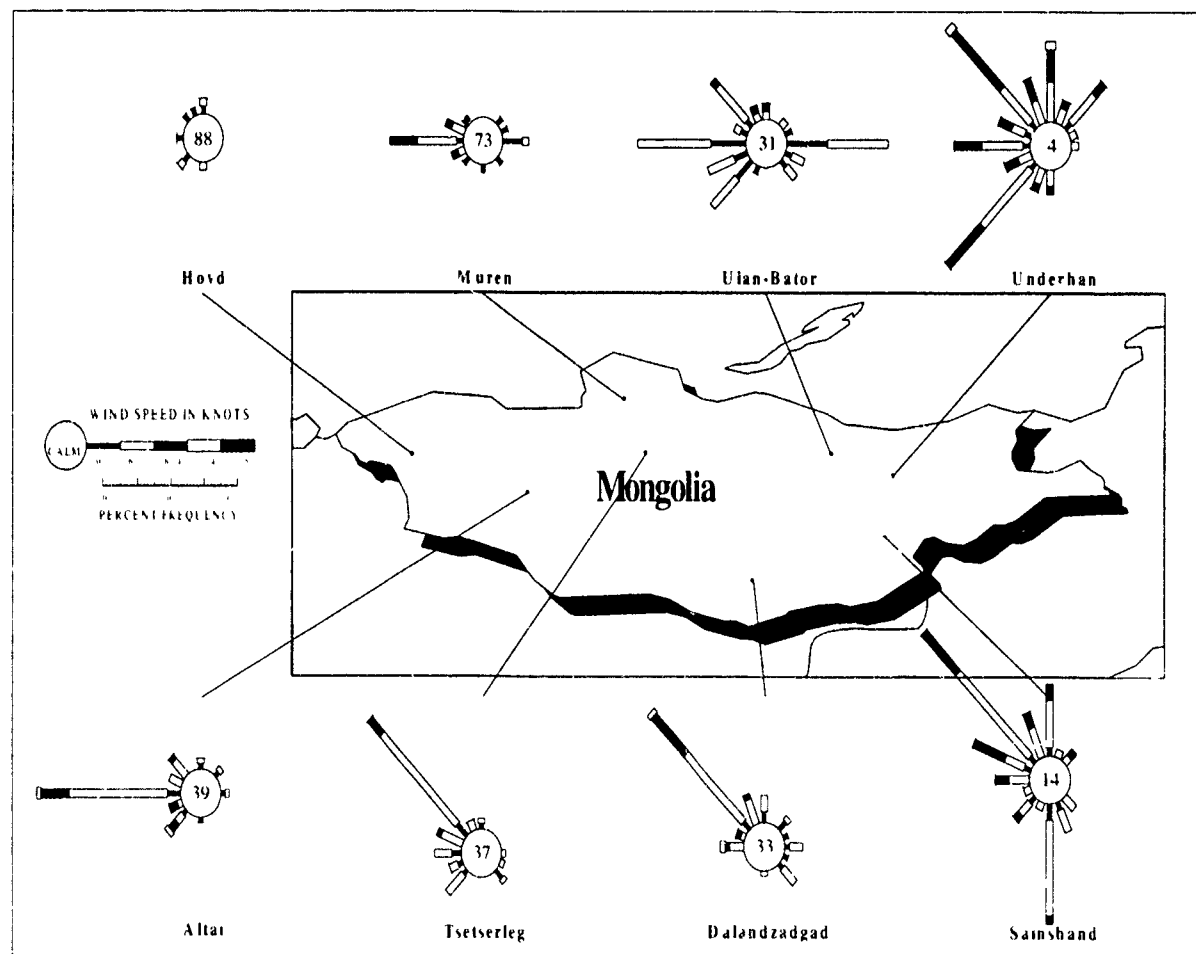 88
73
31
4
Hovd
Muren
Ulan-Bator
Underhan
WIND SPEED IN KNOTS
CALM
PERCENT FREQUENCY
Mongolia
39
37
33
14
Altai
Tsetserleg
Dalandzadgad
Sainshand